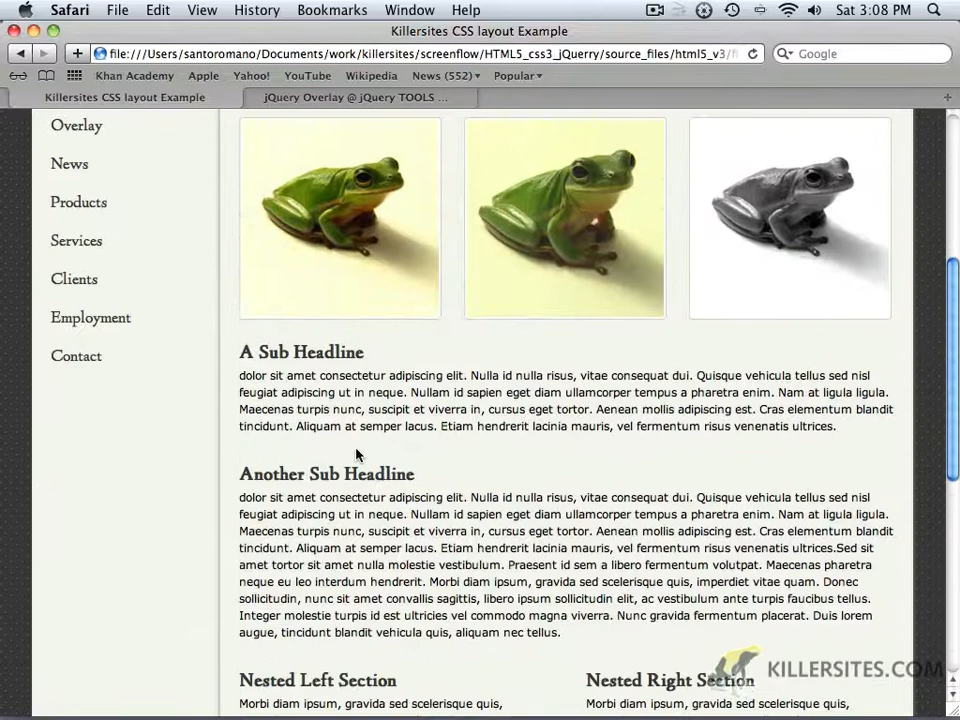 Safari File Edit View History Bookmarks Killersites Window Help Sat 3:08 PM
Killersites CSS layout Example
file:///Users/santoromano/Documents/work/killersites/screenflow/HTML5_css3_jQuerry/source_files/html5_v3/ Google
Khan Academy Apple Yahoo! YouTube Wikipedia News (552) Popular
Killersites CSS layout Example jQuery Overlay @ jQuery TOOLS ...
Overlay
News
Products
Services
Clients
Employment
Contact
A Sub Headline
dolor sit amet consectetur adipiscing elit. Nulla id nulla risus, vitae consequat dui. Quisque vehicula tellus sed nisl
feugiat adipiscing ut in neque. Nullam id sapien eget diam ullamcorper tempus a pharetra enim. Nam at ligula ligula.
Maecenas turpis nunc, suscipit et viverra in, cursus eget tortor. Aenean mollis adipiscing est. Cras elementum blandit
tincidunt. Aliquam at semper lacus. Etiam hendrerit lacinia mauris, vel fermentum risus venenatis ultrices.
Another Sub Headline
dolor sit amet consectetur adipiscing elit. Nulla id nulla risus, vitae consequat dui. Quisque vehicula tellus sed nisl
feugiat adipiscing ut in neque. Nullam id sapien eget diam ullamcorper tempus a pharetra enim. Nam at ligula ligula.
Maecenas turpis nunc, suscipit et viverra in, cursus eget tortor. Aenean mollis adipiscing est. Cras elementum blandit
tincidunt. Aliquam at semper lacus. Etiam hendrerit lacinia mauris, vel fermentum risus venenatis ultrices.Sed sit
amet tortor sit amet nulla molestie vestibulum. Praesent id sem a libero fermentum volutpat. Maecenas pharetra
neque eu leo interdum hendrerit. Morbi diam ipsum, gravida sed scelerisque quis, imperdiet vitae quam. Donec
sollicitudin, nunc sit amet convallis sagittis, libero ipsum sollicitudin elit, ac vestibulum ante turpis faucibus tellus.
Integer molestie turpis id est ultricies vel commodo magna viverra. Nunc gravida fermentum placerat. Duis lorem
augue, tincidunt blandit vehicula quis, aliquam nec tellus.
Nested Left Section Nested Right Section
Morbi diam ipsum, gravida sed scelerisque quis, Morbi diam ipsum, gravida sed scelerisque quis,
KILLERSITES.COM